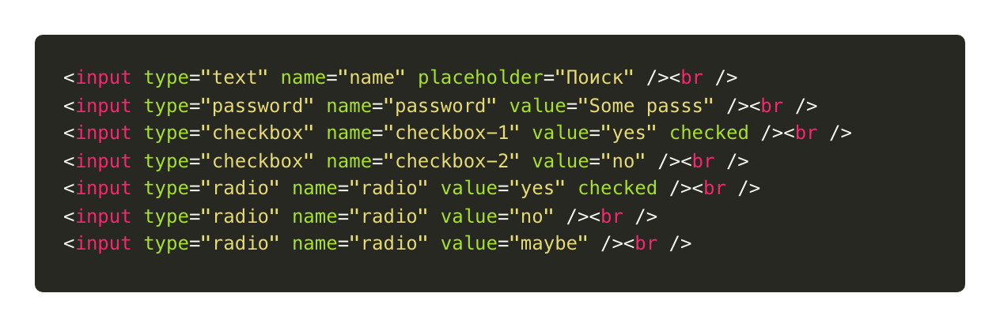 <input type="text" name="name" placeholder="Поиск" /><br />
<input type="password" name="password" value="Some passs" /><br />
<input type="checkbox" name="checkbox-1" value="yes" checked /><br />
<input type="checkbox" name="checkbox-2" value="no" /><br />
<input type="radio" name="radio" value="yes" checked /><br />
<input type="radio" name="radio" value="no" /><br />
<input type="radio" name="radio" value="maybe" /><br />